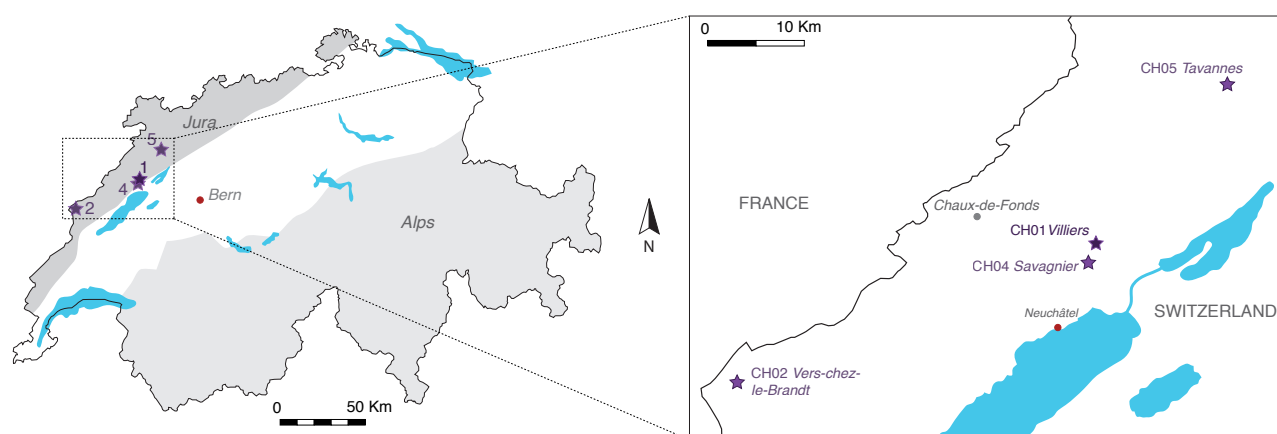 Jura
5
1
4
2
Bern
Alps
N
0 50 Km
0 10 Km
CH05 Tavannes
FRANCE
Chaux-de-Fonds
CH01 Villiers
CH04 Savagnier
Neuchâtel
SWITZERLAND
CH02 Vers-chez-
le-Brandt